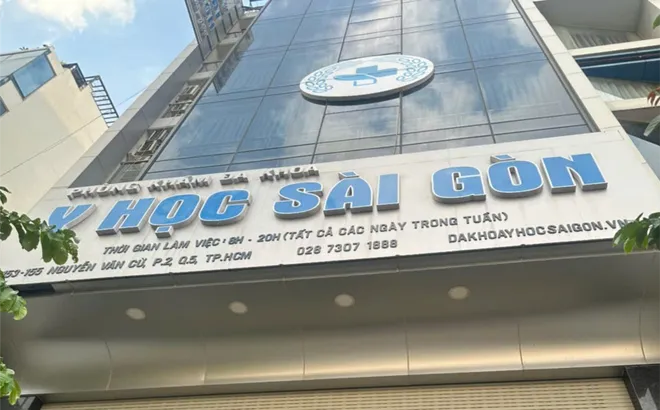 PHÒNG KHÁM ĐA KHOA
Y HỌC SÀI GÒN
THỜI GIAN LÀM VIỆC: 8H - 20H (TẤT CẢ CÁC NGÀY TRONG TUẦN)
153-155 NGUYỄN VĂN CỪ, P.2, Q.5, TP.HCM 028 7307 1888 DAKHOAYHOCSAIGON.VN